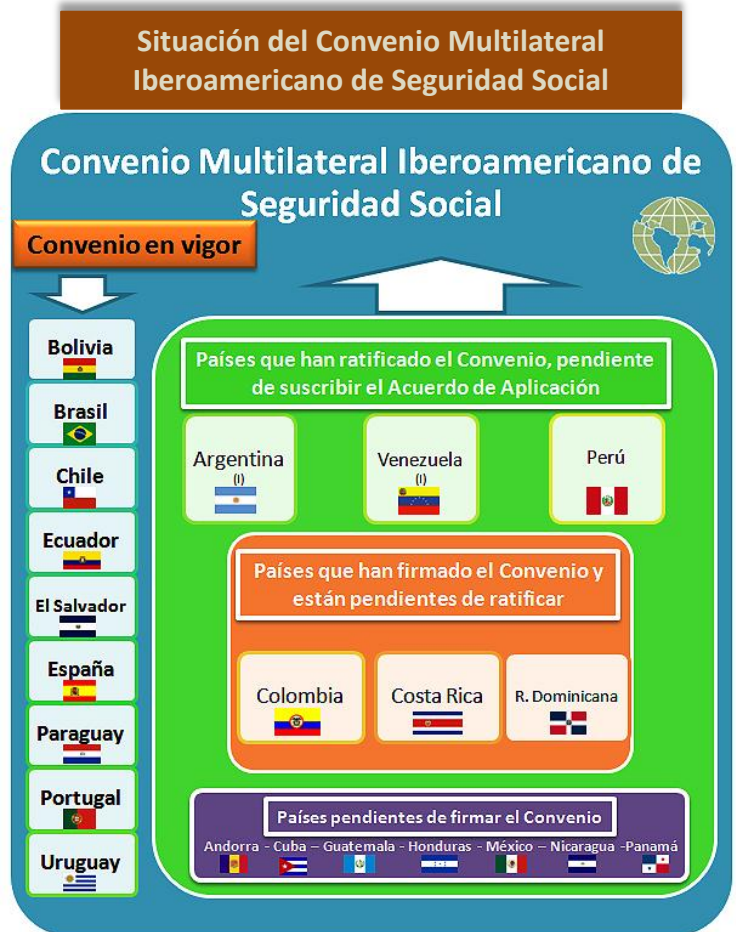 Situación del Convenio Multilateral
Iberoamericano de Seguridad Social
Convenio Multilateral Iberoamericano de
Seguridad Social
Convenio en vigor
Bolivia
Brasil
Chile
Ecuador
El Salvador
España
Paraguay
Portugal
Uruguay
Países que han ratificado el Convenio, pendiente
de suscribir el Acuerdo de Aplicación
Argentina
(I)
Venezuela
(I)
Perú
Países que han firmado el Convenio y
están pendientes de ratificar
Colombia
Costa Rica
R. Dominicana
Países pendientes de firmar el Convenio
Andorra - Cuba – Guatemala - Honduras - México – Nicaragua -Panamá